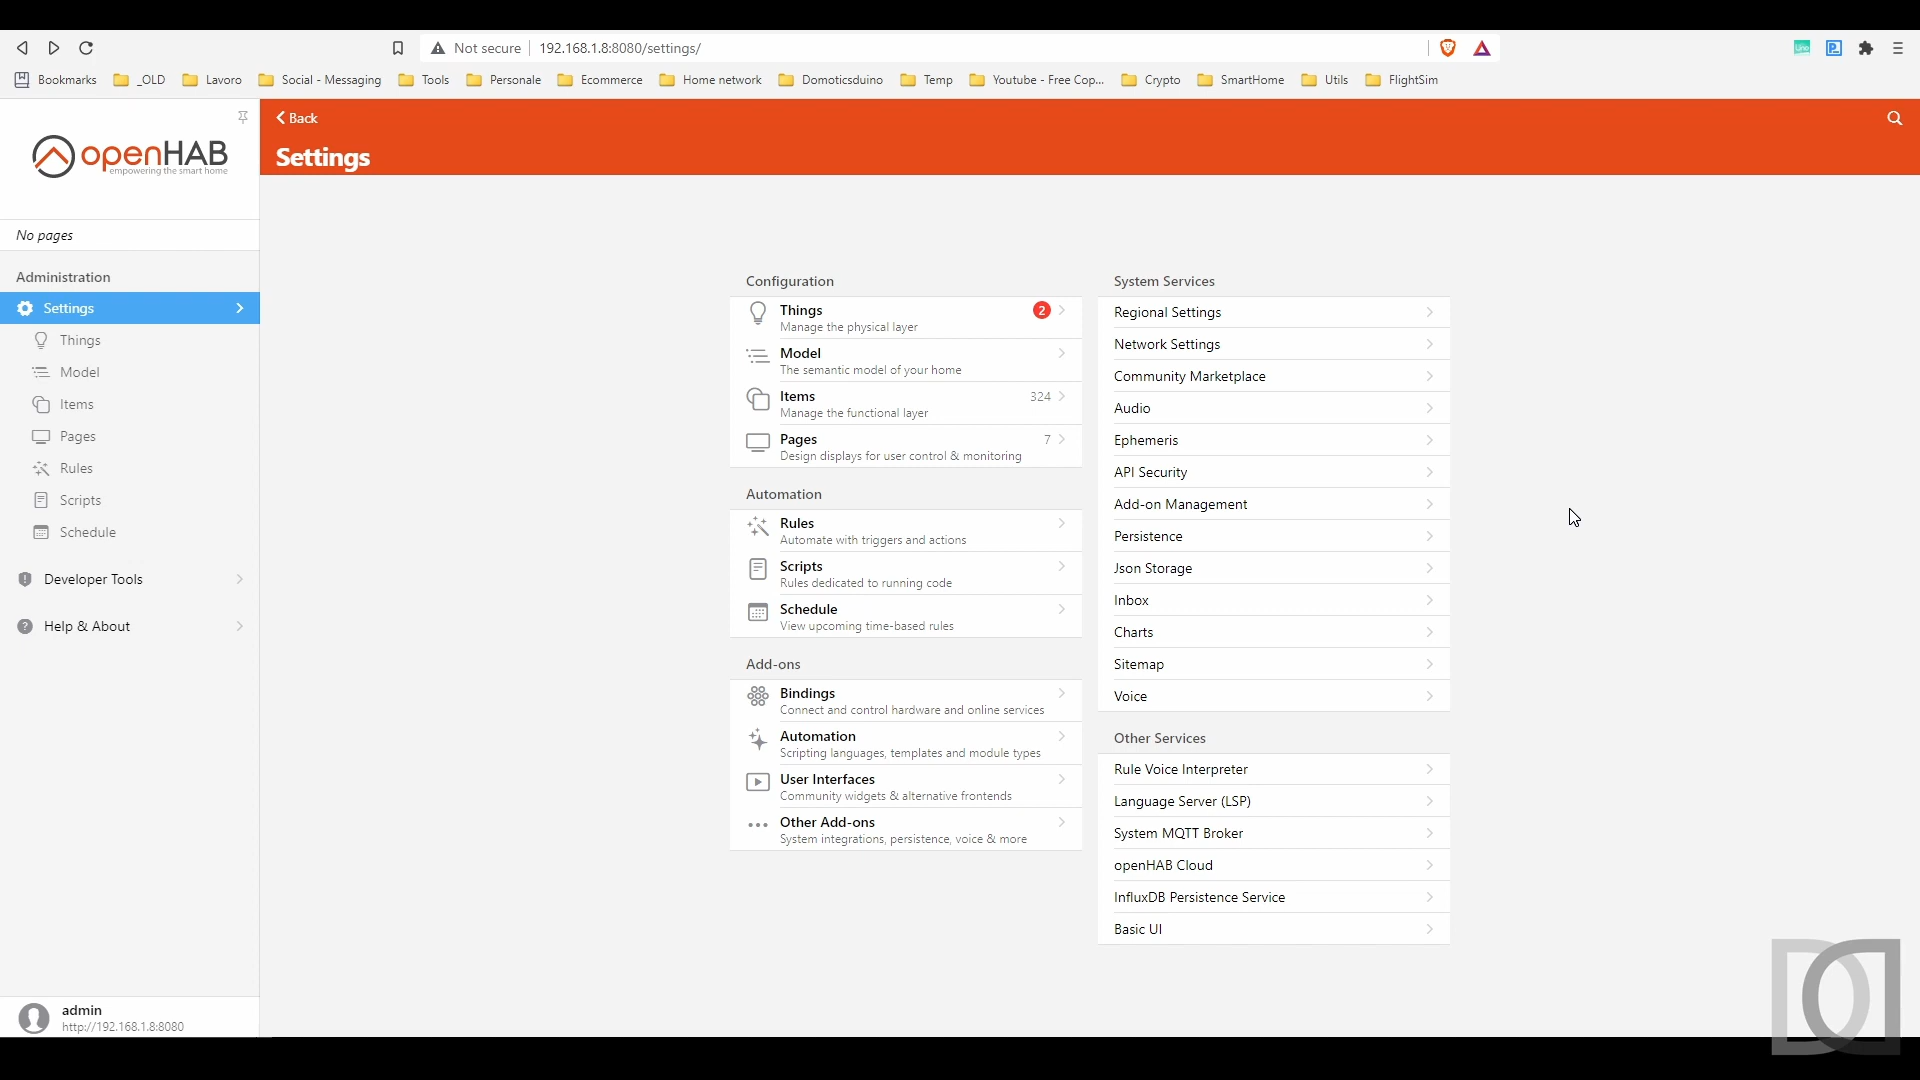 Not secure
192.168.1.8:8080/settings/
Bookmarks
_OLD
Lavoro
Social - Messaging
Tools
Personale
Ecommerce
Home network
Domoticsduino
Temp
Youtube - Free Cop...
Crypto
SmartHome
Utils
FlightSim
openHAB
empowering the smart home
No pages
Administration
Settings
Things
Model
Items
Pages
Rules
Scripts
Schedule
Developer Tools
Help & About
admin
http://192.168.1.8:8080
Back
Settings
Configuration
Things
2
Manage the physical layer
Model
The semantic model of your home
Items
324
Manage the functional layer
Pages
7
Design displays for user control & monitoring
Automation
Rules
Automate with triggers and actions
Scripts
Rules dedicated to running code
Schedule
View upcoming time-based rules
Add-ons
Bindings
Connect and control hardware and online services
Automation
Scripting languages, templates and module types
User Interfaces
Community widgets & alternative frontends
Other Add-ons
System integrations, persistence, voice & more
System Services
Regional Settings
Network Settings
Community Marketplace
Audio
Ephemeris
API Security
Add-on Management
Persistence
Json Storage
Inbox
Charts
Sitemap
Voice
Other Services
Rule Voice Interpreter
Language Server (LSP)
System MQTT Broker
openHAB Cloud
InfluxDB Persistence Service
Basic UI